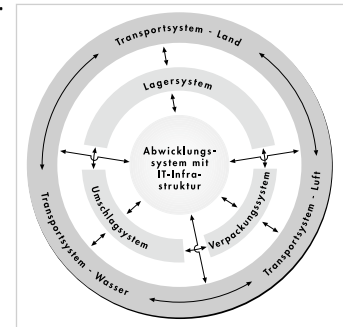 Transportsystem - Land
Lagersystem
Abwicklungs-
system mit
IT-Infra-
struktur
Umschlagsystem
Verpackungssystem
Transportsystem - Wasser
Transportsystem - Luft